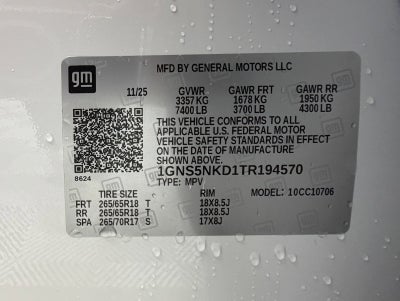 gm
MFD BY GENERAL MOTORS LLC
11/25 GVWR GAWR FRT GAWR RR
3357 KG 1678 KG 1950 KG
7400 LB 3700 LB 4300 LB
THIS VEHICLE CONFORMS TO ALL
APPLICABLE U.S. FEDERAL MOTOR
VEHICLE SAFETY STANDARDS IN EFFECT
ON THE DATE OF MANUFACTURE
SHOWN ABOVE.
1GNS5NKD1TR194570
8624 TYPE: MPV
TIRE SIZE RIM MODEL: 10CC10706
FRT 265/65R18 T 18X8.5J
RR 265/65R18 T 18X8.5J
SPA 265/70R17 S 17X8J